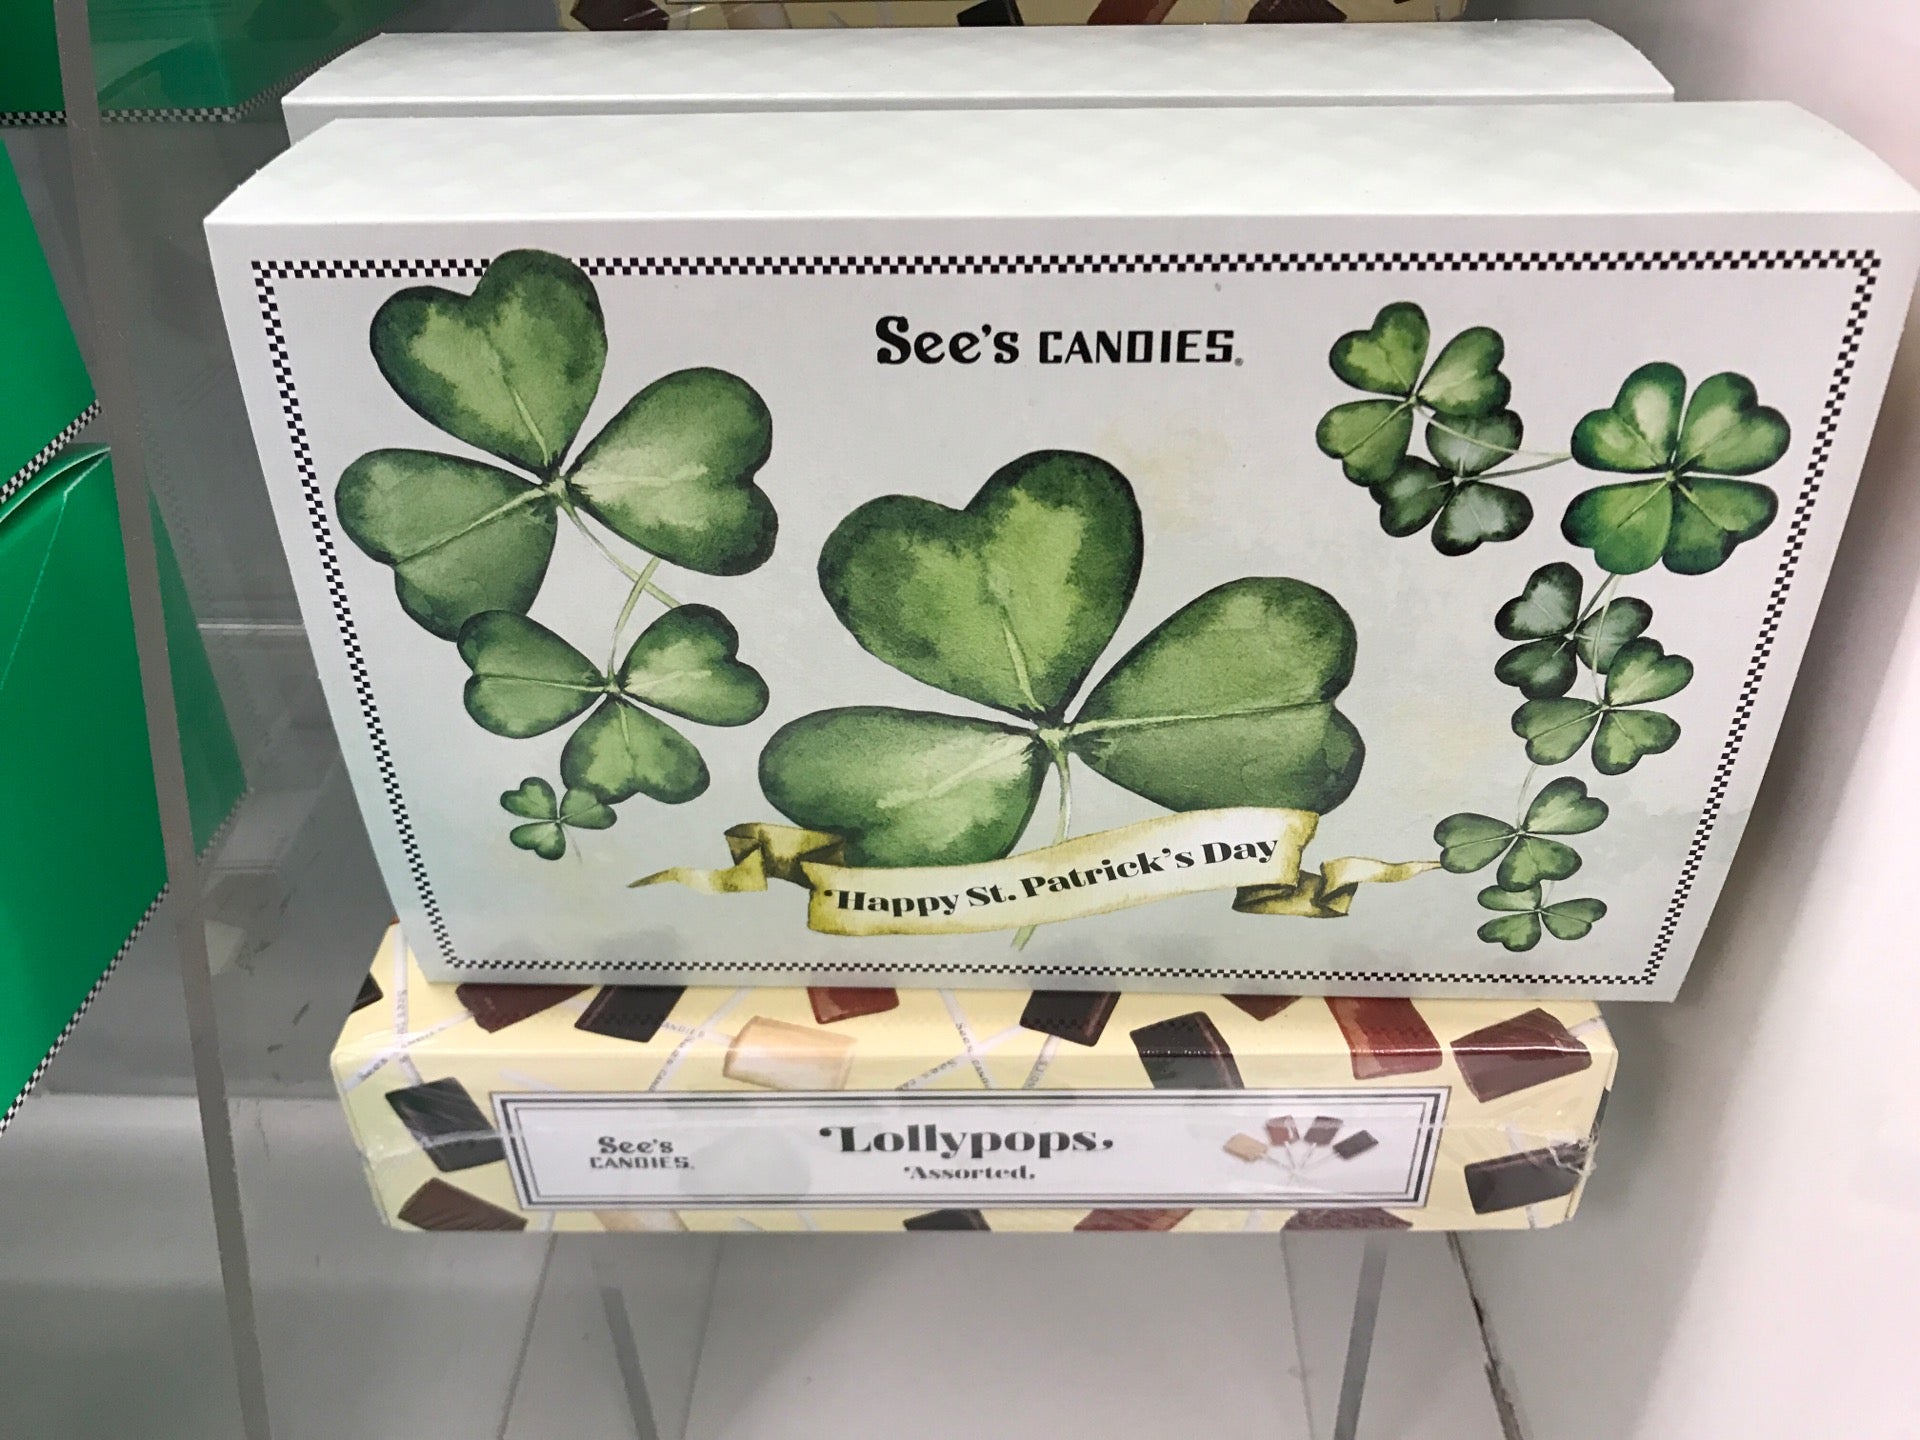 See's CANDIES®
Happy St. Patrick's Day
See's
CANDIES®
Lollypops
Assorted